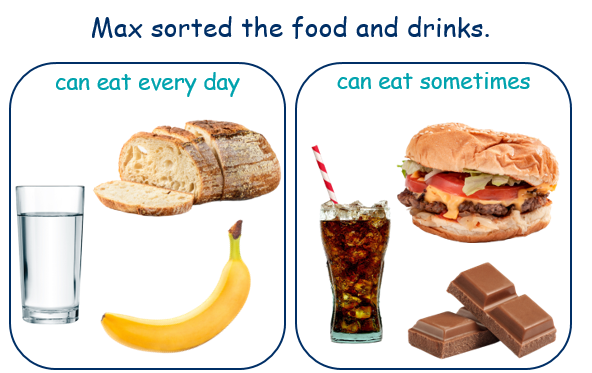 Max sorted the food and drinks.
can eat every day
can eat sometimes